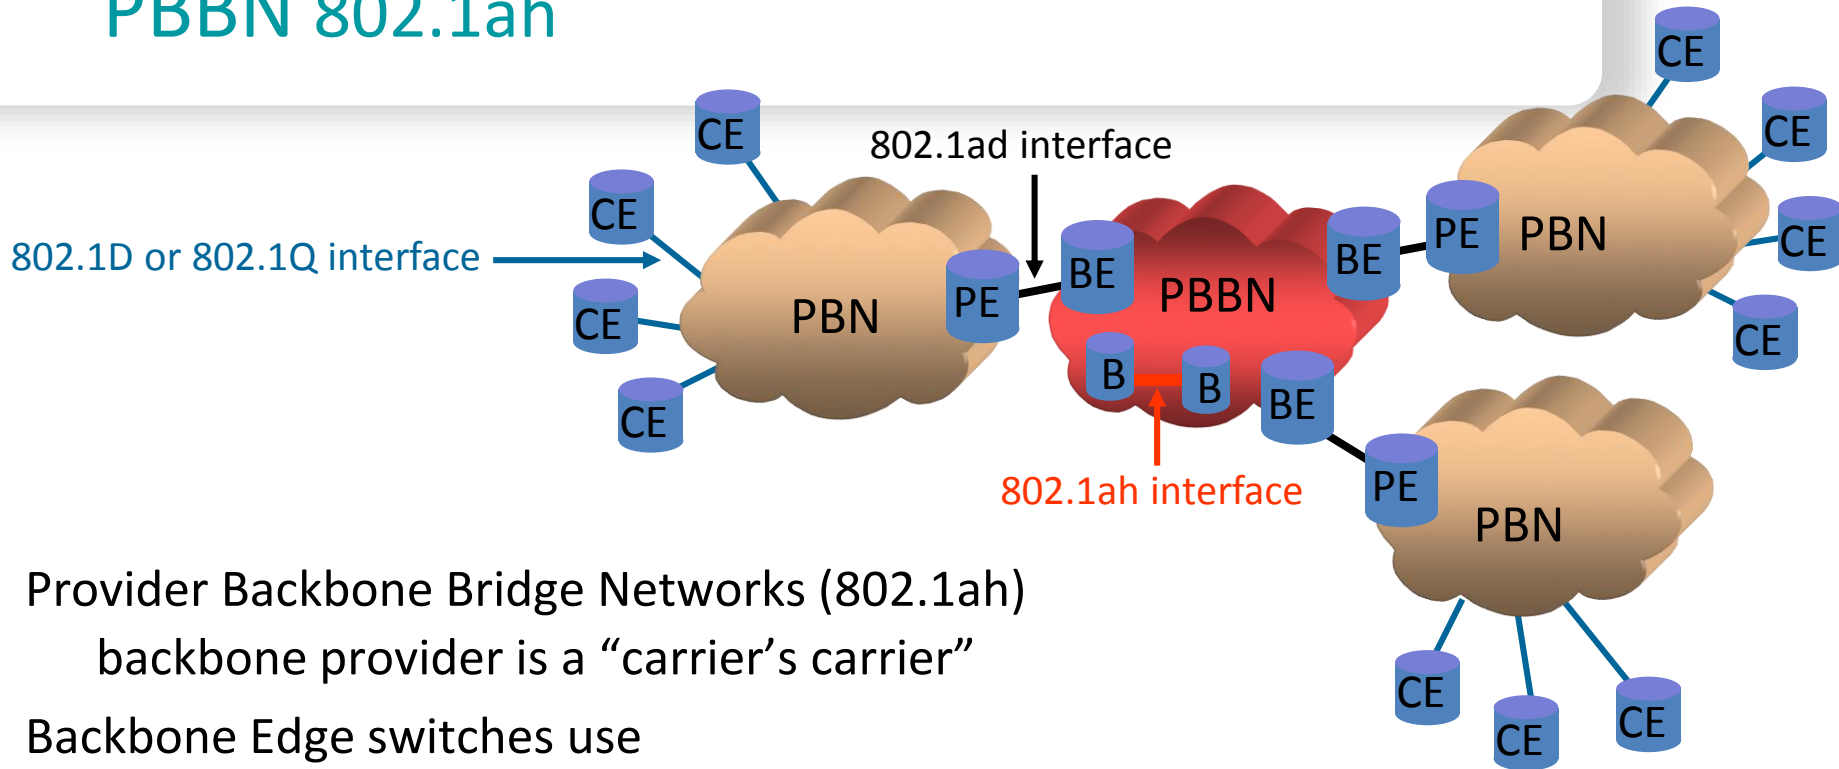 PBBN 802.1ah
CE
CE
802.1ad interface
CE
CE
802.1D or 802.1Q interface
PE
PBN
CE
BE
BE
PBBN
PE
PBN
CE
CE
B
B
BE
CE
802.1ah interface
PE
PBN
Provider Backbone Bridge Networks (802.1ah)
backbone provider is a “carrier’s carrier”
CE
CE
CE
Backbone Edge switches use